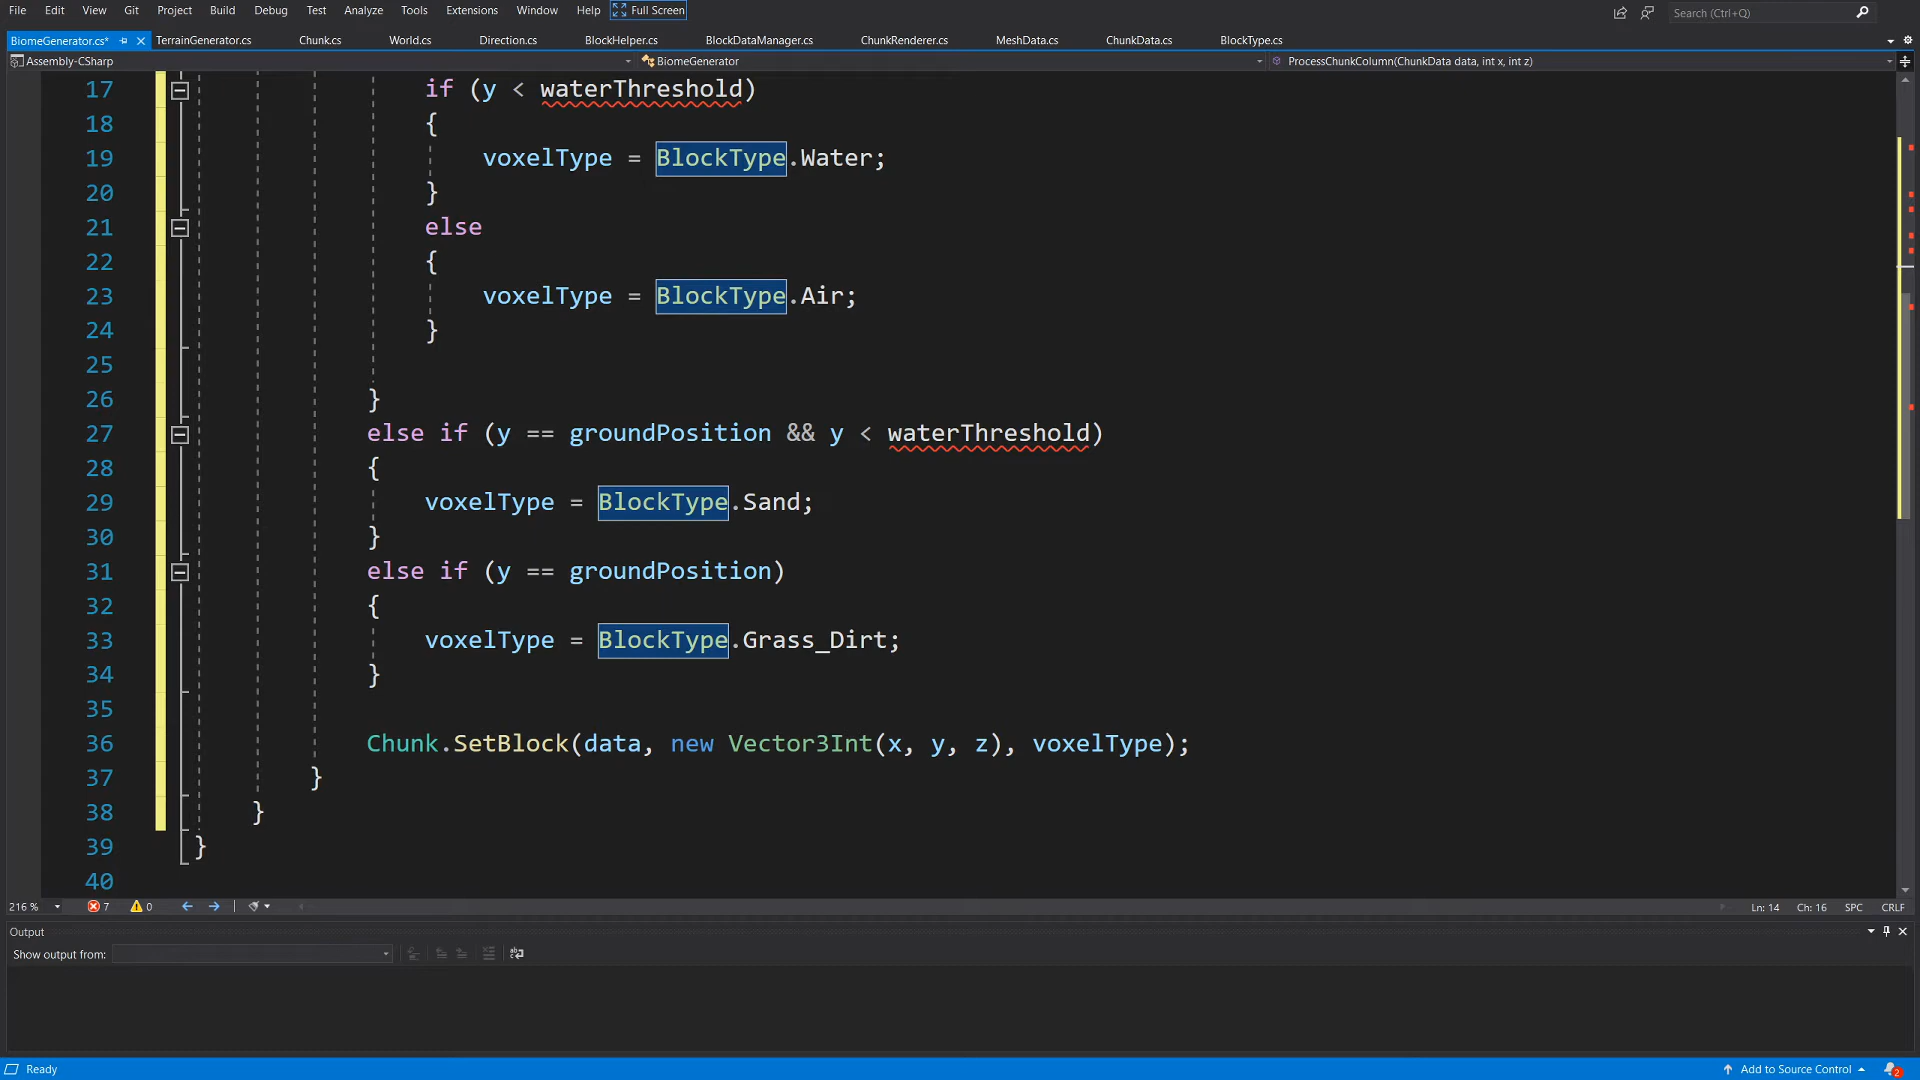 File Edit View Git Project Build Debug Test Analyze Tools Extensions Window Help Full Screen Search (Ctrl+Q)
BiomeGenerator.cs* TerrainGenerator.cs Chunk.cs World.cs Direction.cs BlockHelper.cs BlockDataManager.cs ChunkRenderer.cs MeshData.cs ChunkData.cs BlockType.cs
Assembly-CSharp BiomeGenerator ProcessChunkColumn(ChunkData data, int x, int z)
17 if (y < waterThreshold)
18 {
19 voxelType = BlockType.Water;
20 }
21 else
22 {
23 voxelType = BlockType.Air;
24 }
25
26 }
27 else if (y == groundPosition && y < waterThreshold)
28 {
29 voxelType = BlockType.Sand;
30 }
31 else if (y == groundPosition)
32 {
33 voxelType = BlockType.Grass_Dirt;
34 }
35
36 Chunk.SetBlock(data, new Vector3Int(x, y, z), voxelType);
37 }
38 }
39 }
40
216 % 7 0 Ln: 14 Ch: 16 SPC CRLF
Output
Show output from:
Ready Add to Source Control 2